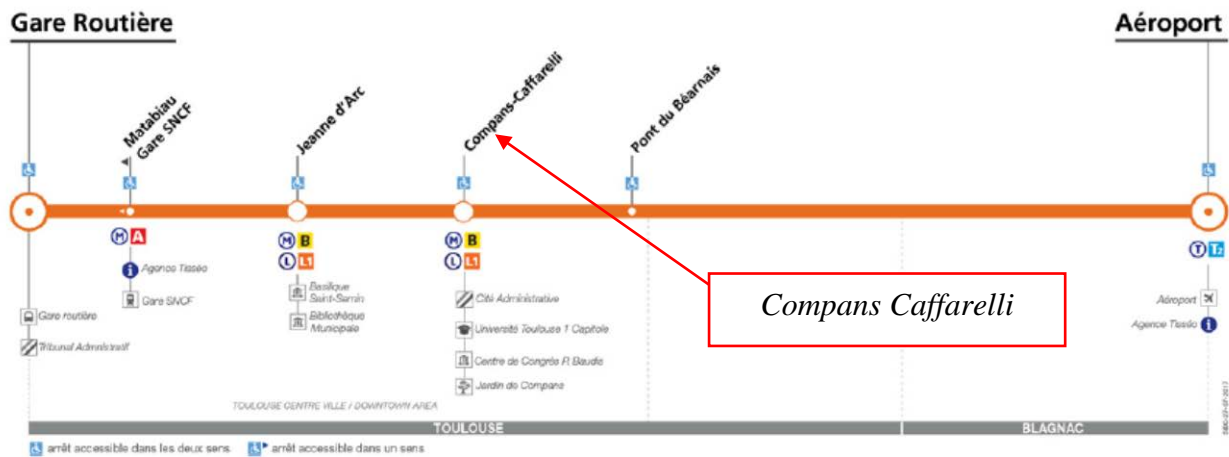 Gare Routière
Aéroport
Matabiau
Gare SNCF
Jeanne d'Arc
Compans-Caffarelli
Pont du Béarnais
M A
M B
L L1
M B
L L1
T T2
Agence Tisséo
Gare SNCF
Basilique
Saint-Sernin
Bibliothèque
Municipale
Cité Administrative
Université Toulouse 1 Capitole
Centre de Congrès P. Baudis
Jardin de Compans
Compans Caffarelli
Gare routière
Tribunal Administratif
Aéroport
Agence Tisséo
TOULOUSE CENTRE VILLE / DOWNTOWN AREA
TOULOUSE
BLAGNAC
arrêt accessible dans les deux sens
arrêt accessible dans un sens